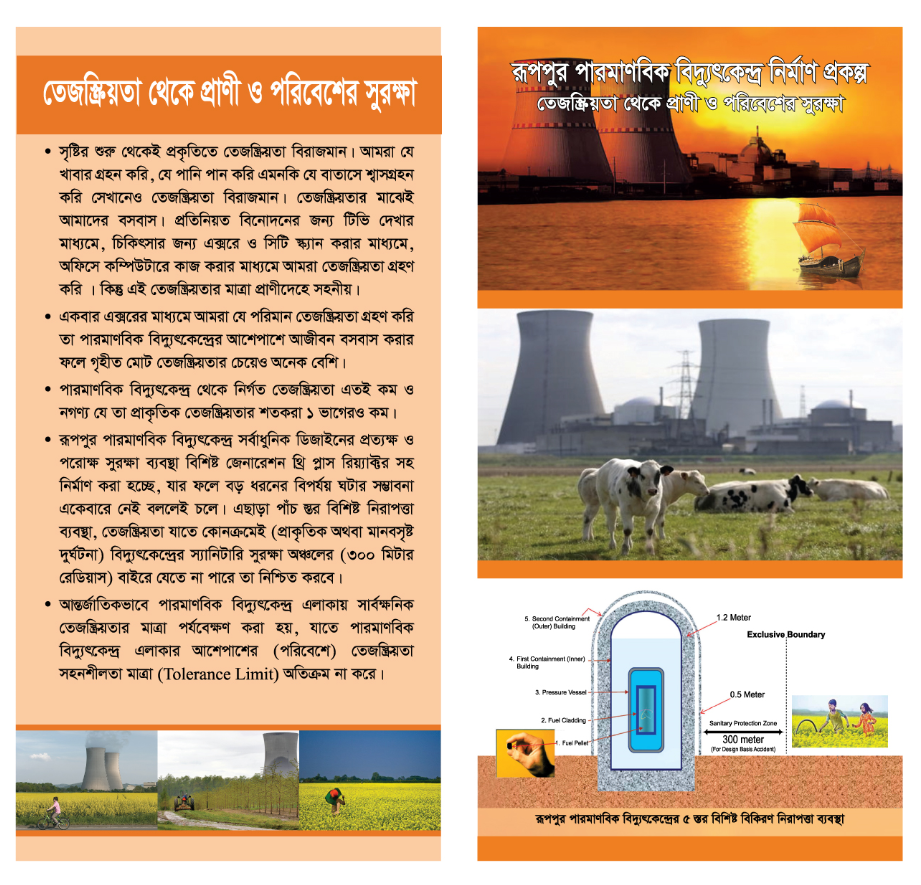 তেজস্ক্রিয়তা থেকে প্রাণী ও পরিবেশের সুরক্ষা
• সৃষ্টির শুরু থেকেই প্রকৃতিতে তেজস্ক্রিয়তা বিরাজমান। আমরা যে
খাবার গ্রহন করি, যে পানি পান করি এমনকি যে বাতাসে শ্বাসগ্রহন
করি সেখানেও তেজস্ক্রিয়তা বিরাজমান। তেজস্ক্রিয়তার মাঝেই
আমাদের বসবাস। প্রতিনিয়ত বিনোদনের জন্য টিভি দেখার
মাধ্যমে, চিকিৎসার জন্য এক্সরে ও সিটি স্ক্যান করার মাধ্যমে,
অফিসে কম্পিউটারে কাজ করার মাধ্যমে আমরা তেজস্ক্রিয়তা গ্রহণ
করি । কিন্তু এই তেজস্ক্রিয়তার মাত্রা প্রাণীদেহে সহনীয়।
• একবার এক্সরের মাধ্যমে আমরা যে পরিমান তেজস্ক্রিয়তা গ্রহণ করি
তা পারমাণবিক বিদ্যুৎকেন্দ্রের আশেপাশে আজীবন বসবাস করার
ফলে গৃহীত মোট তেজস্ক্রিয়তার চেয়েও অনেক বেশি।
• পারমাণবিক বিদ্যুৎকেন্দ্র থেকে নির্গত তেজস্ক্রিয়তা এতই কম ও
নগণ্য যে তা প্রাকৃতিক তেজস্ক্রিয়তার শতকরা ১ ভাগেরও কম।
• রূপপুর পারমাণবিক বিদ্যুৎকেন্দ্র সর্বাধুনিক ডিজাইনের প্রত্যক্ষ ও
পরোক্ষ সুরক্ষা ব্যবস্থা বিশিষ্ট জেনারেশন থ্রি প্লাস রিয়্যাক্টর সহ
নির্মাণ করা হচ্ছে, যার ফলে বড় ধরনের বিপর্যয় ঘটার সম্ভাবনা
একেবারে নেই বললেই চলে। এছাড়া পাঁচ স্তর বিশিষ্ট নিরাপত্তা
ব্যবস্থা, তেজস্ক্রিয়তা যাতে কোনক্রমেই (প্রাকৃতিক অথবা মানবসৃষ্ট
দুর্ঘটনা) বিদ্যুৎকেন্দ্রের স্যানিটারি সুরক্ষা অঞ্চলের (৩০০ মিটার
রেডিয়াস) বাইরে যেতে না পারে তা নিশ্চিত করবে।
• আন্তর্জাতিকভাবে পারমাণবিক বিদ্যুৎকেন্দ্র এলাকায় সার্বক্ষনিক
তেজস্ক্রিয়তার মাত্রা পর্যবেক্ষণ করা হয়, যাতে পারমাণবিক
বিদ্যুৎকেন্দ্র এলাকার আশেপাশের (পরিবেশে) তেজস্ক্রিয়তা
সহনশীলতা মাত্রা (Tolerance Limit) অতিক্রম না করে।
রূপপুর পারমাণবিক বিদ্যুৎকেন্দ্র নির্মাণ প্রকল্প
তেজস্ক্রিয়তা থেকে প্রাণী ও পরিবেশের সুরক্ষা
5. Second Containment
(Outer) Building
1.2 Meter
Exclusive Boundary
4. First Containment (Inner)
Building
3. Pressure Vessel
0.5 Meter
2. Fuel Cladding
Sanitary Protection Zone
1. Fuel Pellet
300 meter
(For Design Basis Accident)
রূপপুর পারমাণবিক বিদ্যুৎকেন্দ্রের ৫ স্তর বিশিষ্ট বিকিরণ নিরাপত্তা ব্যবস্থা